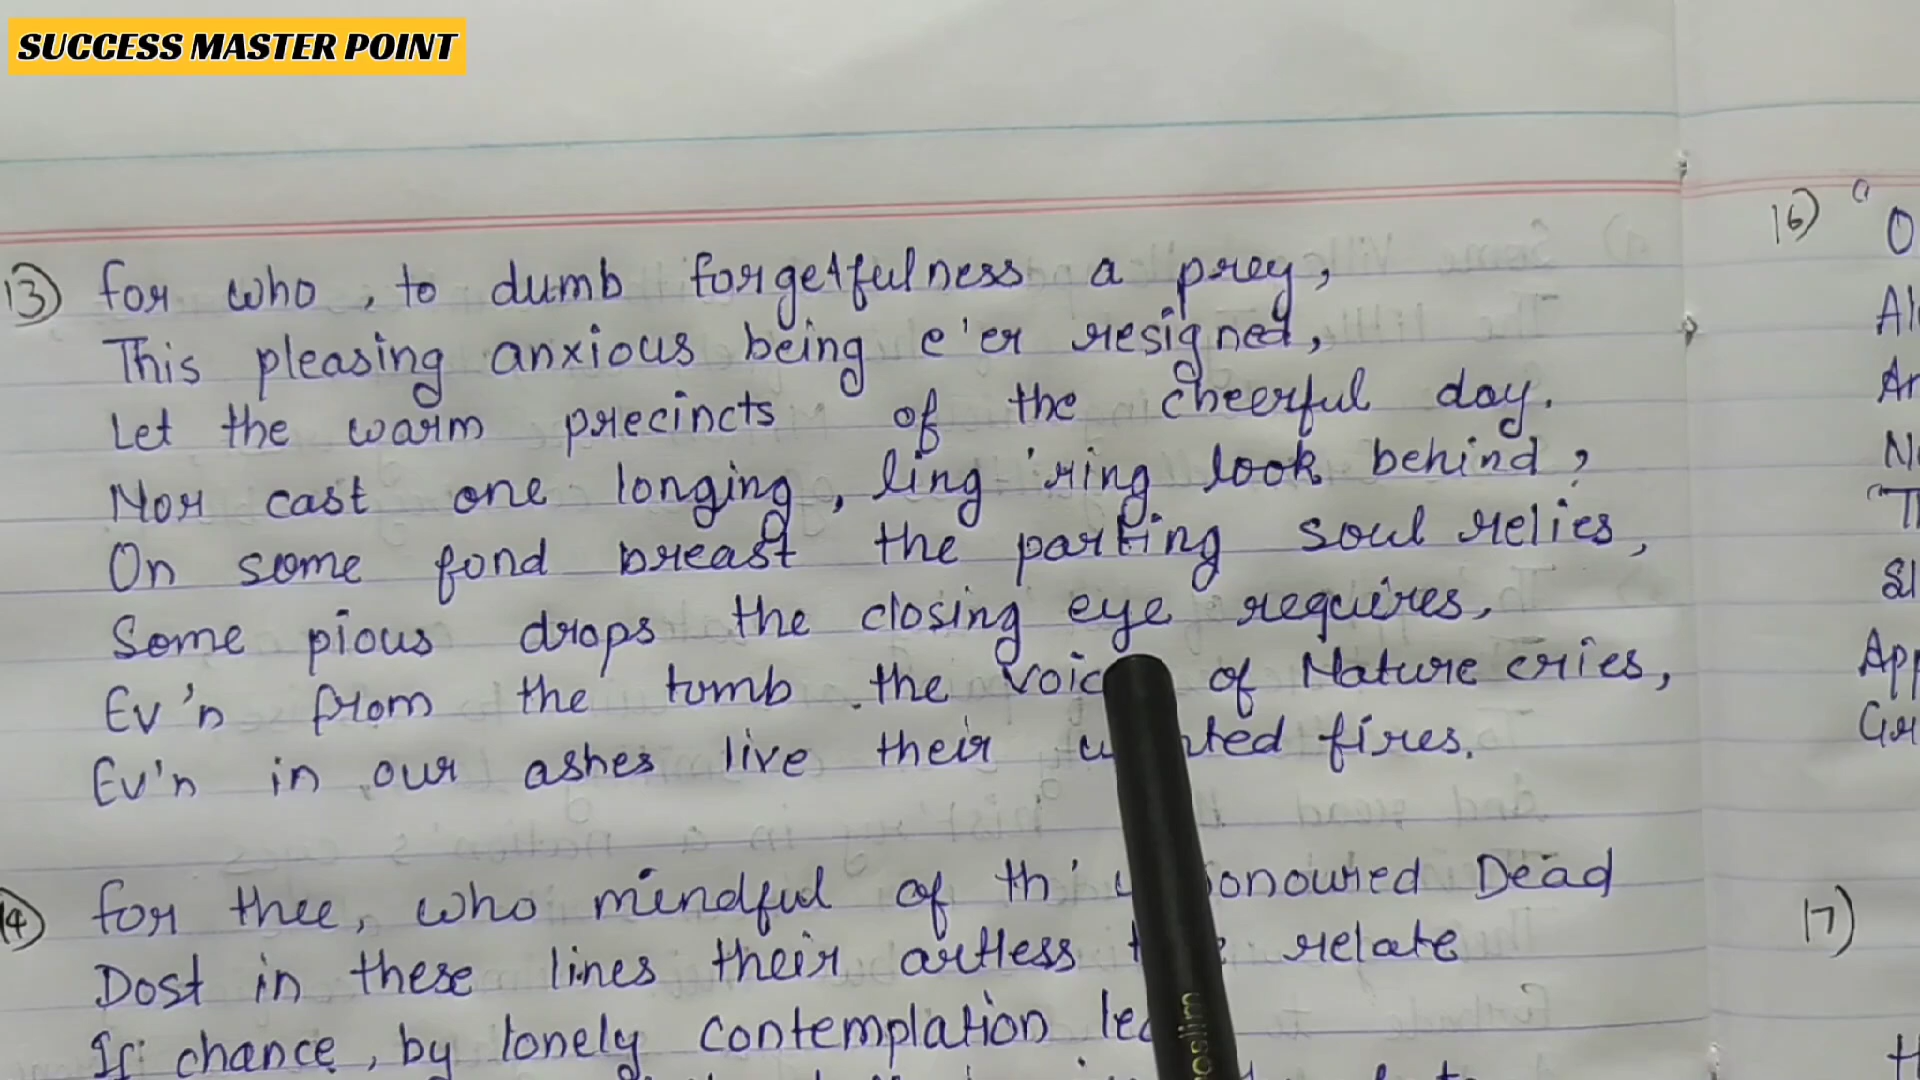 SUCCESS MASTER POINT
13) for who, to dumb forgetfulness a prey,
This pleasing anxious being e'er resigned,
Let the warm precincts of the cheerful day.
Nor cast one longing, ling'ring look behind?
On some fond breast the parting soul relies,
Some pious drops the closing eye requires,
Ev'n from the tomb the voic of Nature cries,
Ev'n in our ashes live their fires.
14) for thee, who mindful of th' Dead
Dost in these lines their artless relate
If chance, by lonely contemplation
16) "
17)